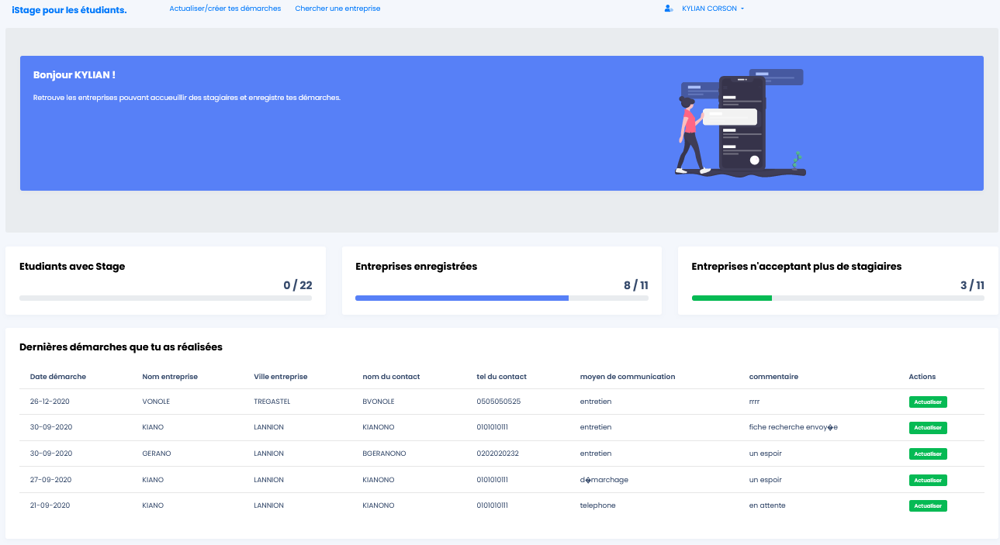 iStage pour les étudiants. Actualiser/créer tes démarches Chercher une entreprise KYLIAN CORSON
Bonjour KYLIAN !
Retrouve les entreprises pouvant accueuillir des stagiaires et enregistre tes démarches.
Etudiants avec Stage
0 / 22
Entreprises enregistrées
8 / 11
Entreprises n'acceptant plus de stagiaires
3 / 11
Dernières démarches que tu as réalisées
Date démarche Nom entreprise Ville entreprise nom du contact tel du contact moyen de communication commentaire Actions
26-12-2020 VONOLE TREGASTEL BVONOLE 0505050525 entretien rrrr Actualiser
30-09-2020 KIANO LANNION KIANONO 0101010111 entretien fiche recherche envoy�e Actualiser
30-09-2020 GERANO LANNION BGERANONO 0202020232 entretien un espoir Actualiser
27-09-2020 KIANO LANNION KIANONO 0101010111 d�marchage un espoir Actualiser
21-09-2020 KIANO LANNION KIANONO 0101010111 telephone en attente Actualiser